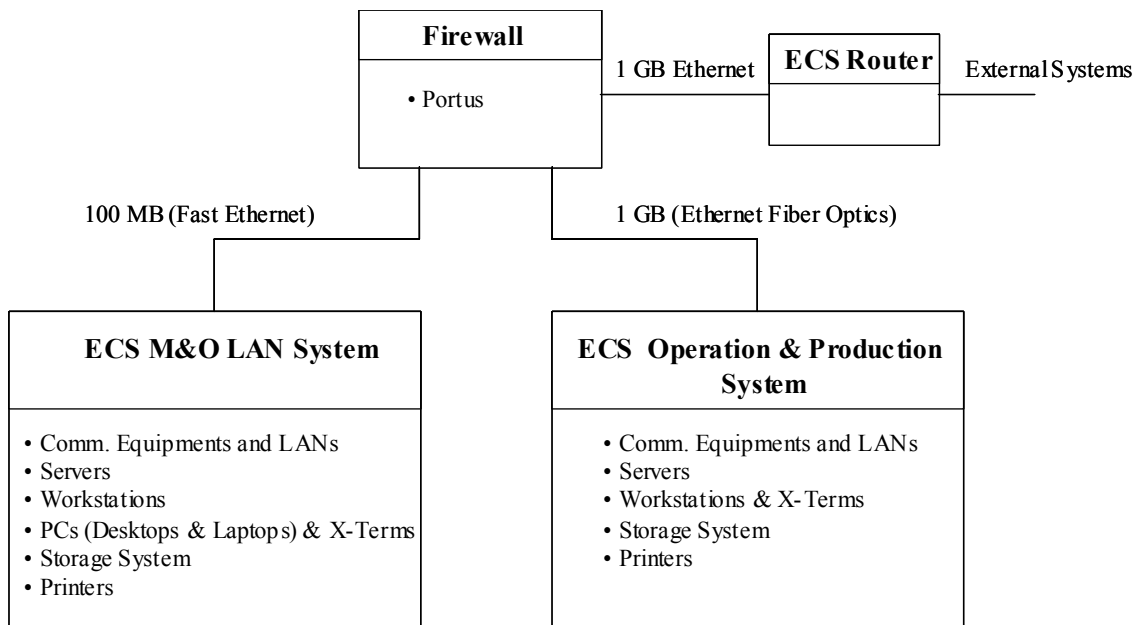 Firewall
• Portus
1 GB Ethernet
ECS Router
External Systems
100 MB (Fast Ethernet)
1 GB (Ethernet Fiber Optics)
ECS M&O LAN System
• Comm. Equipments and LANs
• Servers
• Workstations
• PCs (Desktops & Laptops) & X-Terms
• Storage System
• Printers
ECS Operation & Production
System
• Comm. Equipments and LANs
• Servers
• Workstations & X-Terms
• Storage System
• Printers